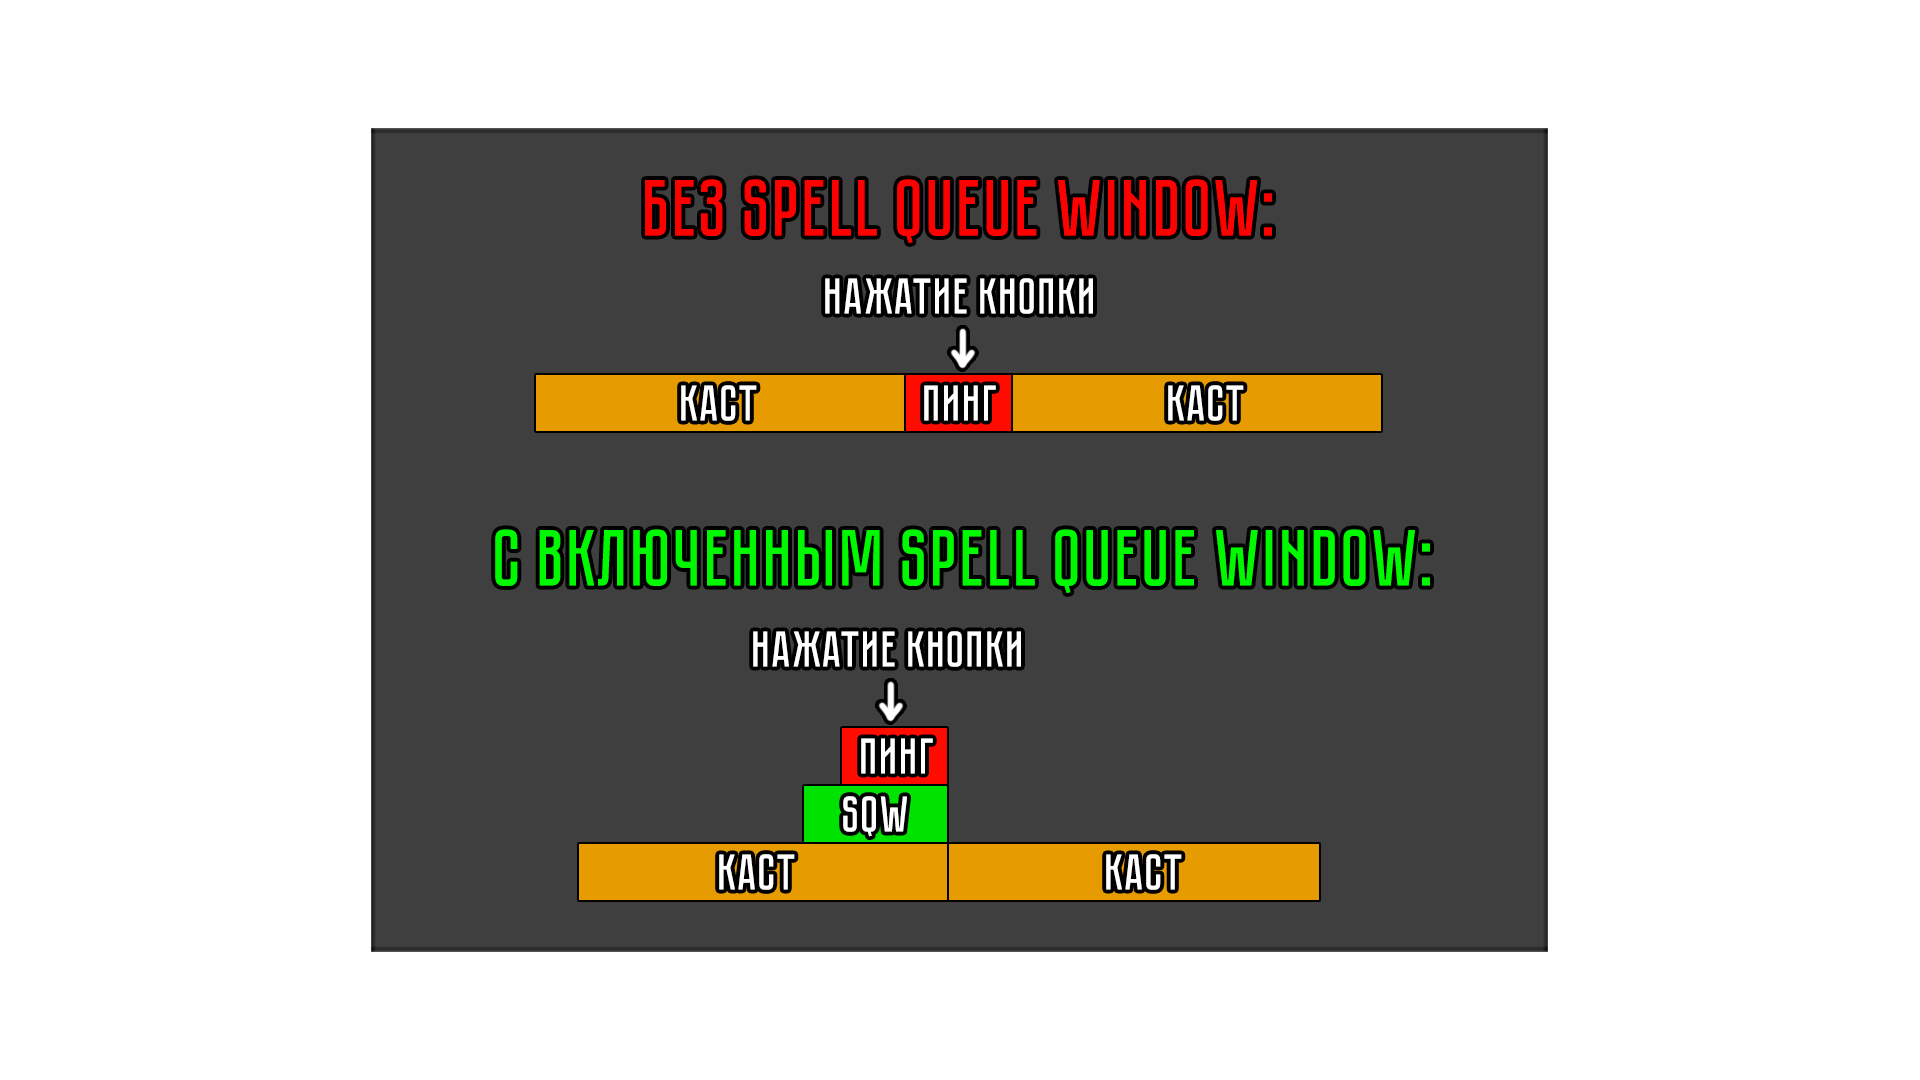 БЕЗ SPELL QUEUE WINDOW:
НАЖАТИЕ КНОПКИ
КАСТ ПИНГ КАСТ
С ВКЛЮЧЕННЫМ SPELL QUEUE WINDOW:
НАЖАТИЕ КНОПКИ
ПИНГ
SQW
КАСТ КАСТ